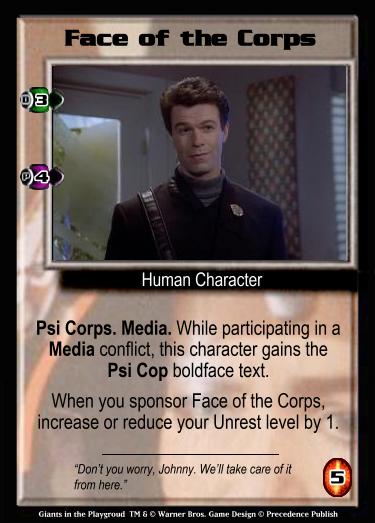 Face of the Corps
D 3
P 4
Human Character
Psi Corps. Media. While participating in a
Media conflict, this character gains the
Psi Cop boldface text.
When you sponsor Face of the Corps,
increase or reduce your Unrest level by 1.
"Don't you worry, Johnny. We'll take care of it
from here."
5
Giants in the Playgroud TM & © Warner Bros. Game Design © Precedence Publish